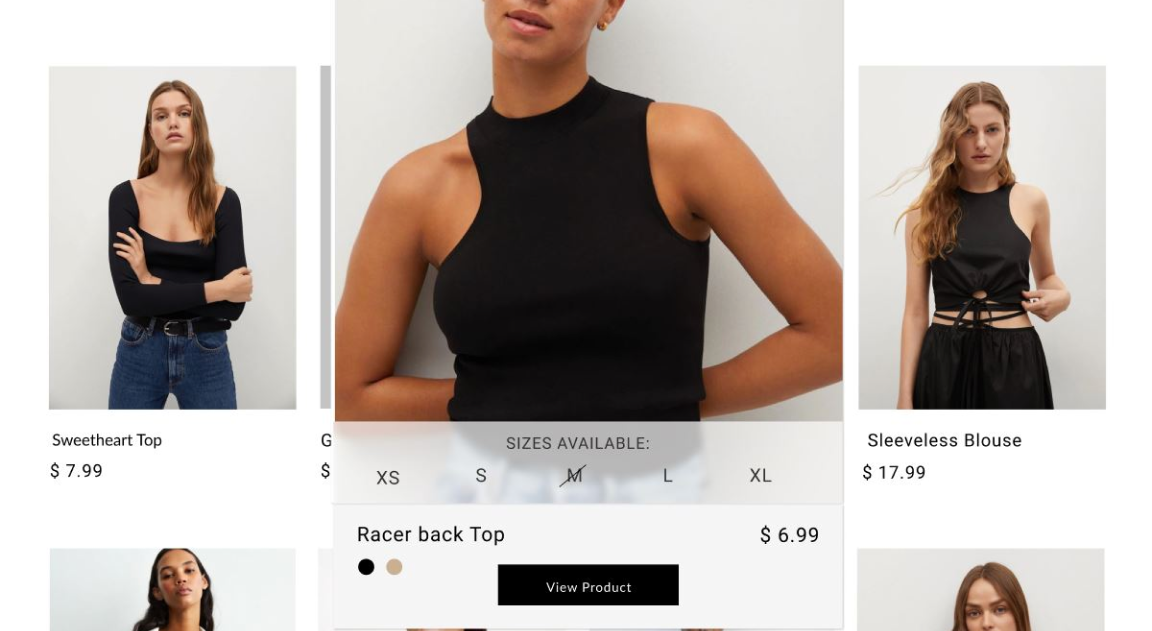 Sweetheart Top
$ 7.99
G
$
SIZES AVAILABLE:
XS S M L XL
Racer back Top $ 6.99
View Product
Sleeveless Blouse
$ 17.99